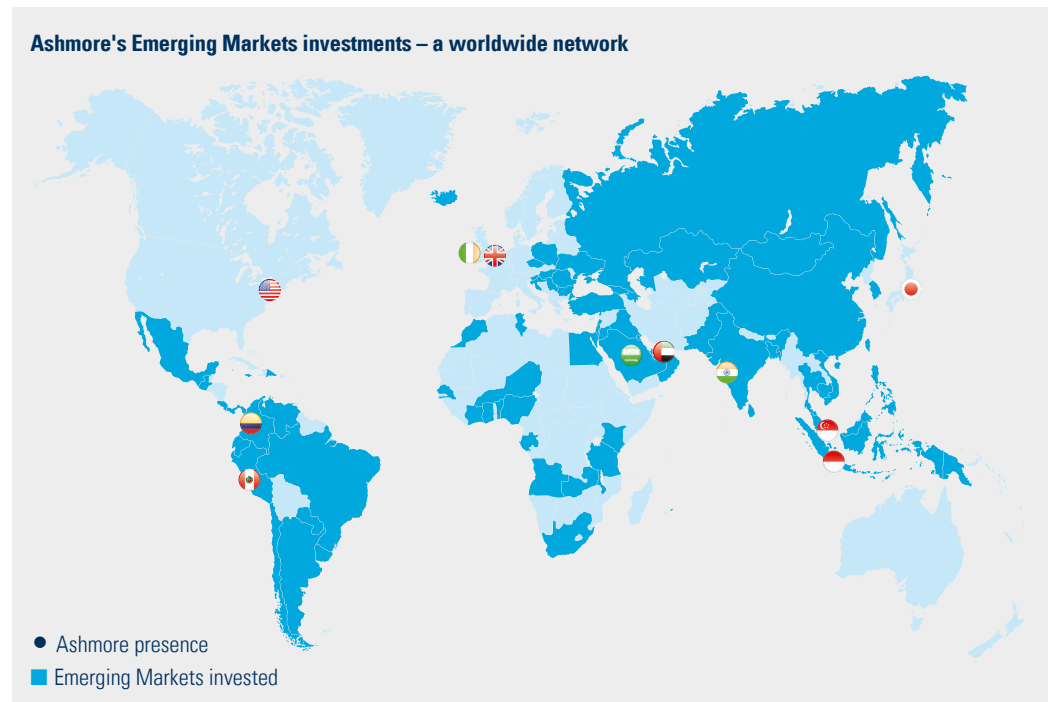 Ashmore's Emerging Markets investments – a worldwide network
Ashmore presence
Emerging Markets invested